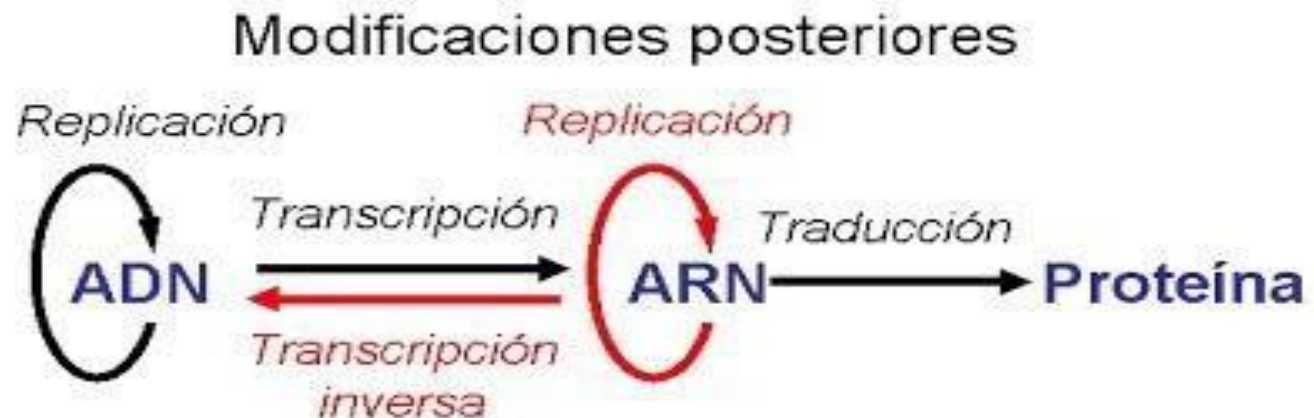 Modificaciones posteriores
Replicación
Replicación
Transcripción
Traducción
ADN
ARN
Proteína
Transcripción
inversa